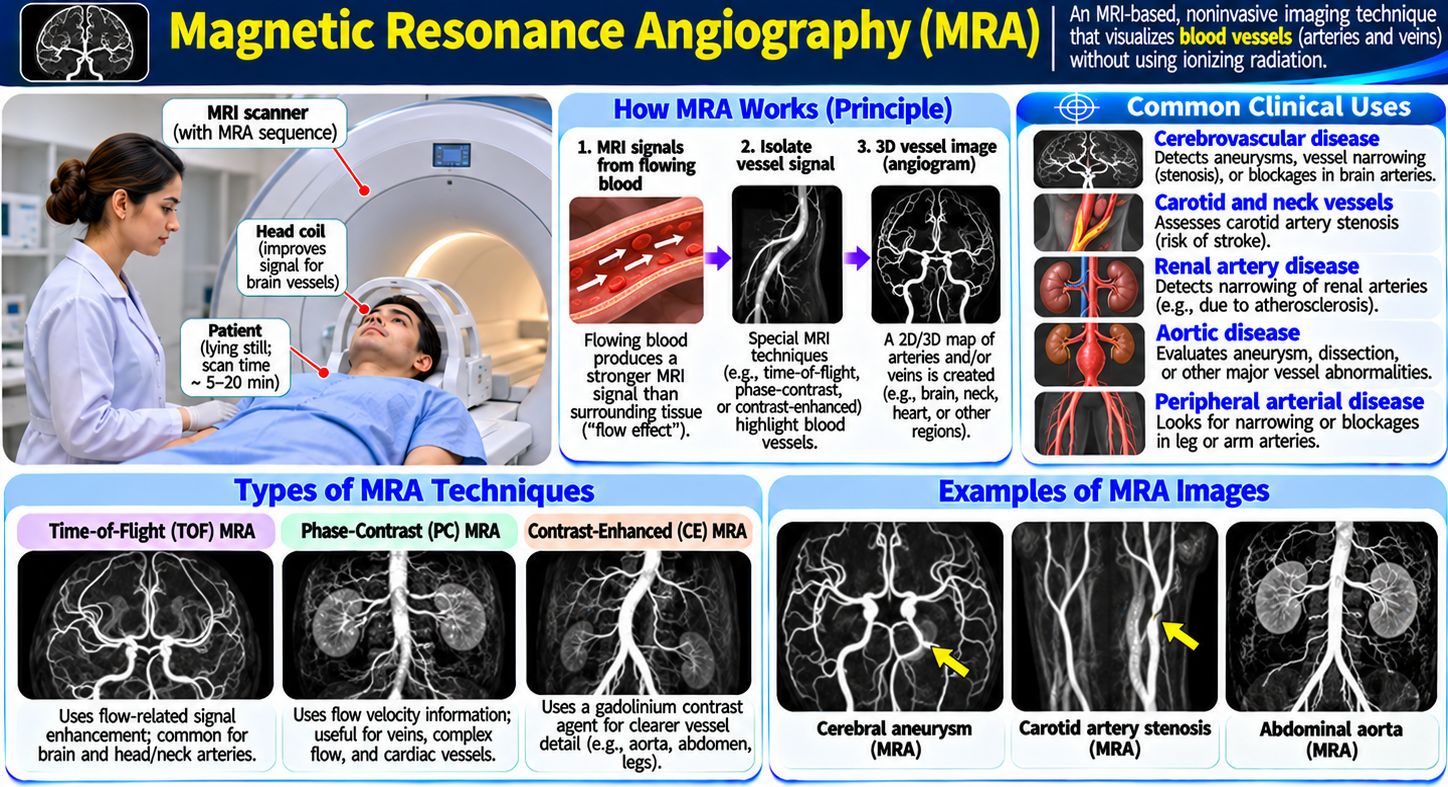 Magnetic Resonance Angiography (MRA)
An MRI-based, noninvasive imaging technique
that visualizes blood vessels (arteries and veins)
without using ionizing radiation.
MRI scanner
(with MRA sequence)
Head coil
(improves
signal for
brain vessels)
Patient
(lying still;
scan time
~ 5–20 min)
How MRA Works (Principle)
1. MRI signals
from flowing
blood
Flowing blood
produces a
stronger MRI
signal than
surrounding tissue
(“flow effect”).
2. Isolate
vessel signal
Special MRI
techniques
(e.g., time-of-flight,
phase-contrast,
or contrast-enhanced)
highlight blood
vessels.
3. 3D vessel image
(angiogram)
A 2D/3D map of
arteries and/or
veins is created
(e.g., brain, neck,
heart, or other
regions).
Common Clinical Uses
Cerebrovascular disease
Detects aneurysms, vessel narrowing
(stenosis), or blockages in brain arteries.
Carotid and neck vessels
Assesses carotid artery stenosis
(risk of stroke).
Renal artery disease
Detects narrowing of renal arteries
(e.g., due to atherosclerosis).
Aortic disease
Evaluates aneurysm, dissection,
or other major vessel abnormalities.
Peripheral arterial disease
Looks for narrowing or blockages
in leg or arm arteries.
Types of MRA Techniques
Time-of-Flight (TOF) MRA
Uses flow-related signal
enhancement; common for
brain and head/neck arteries.
Phase-Contrast (PC) MRA
Uses flow velocity information;
useful for veins, complex
flow, and cardiac vessels.
Contrast-Enhanced (CE) MRA
Uses a gadolinium contrast
agent for clearer vessel
detail (e.g., aorta, abdomen,
legs).
Examples of MRA Images
Cerebral aneurysm
(MRA)
Carotid artery stenosis
(MRA)
Abdominal aorta
(MRA)